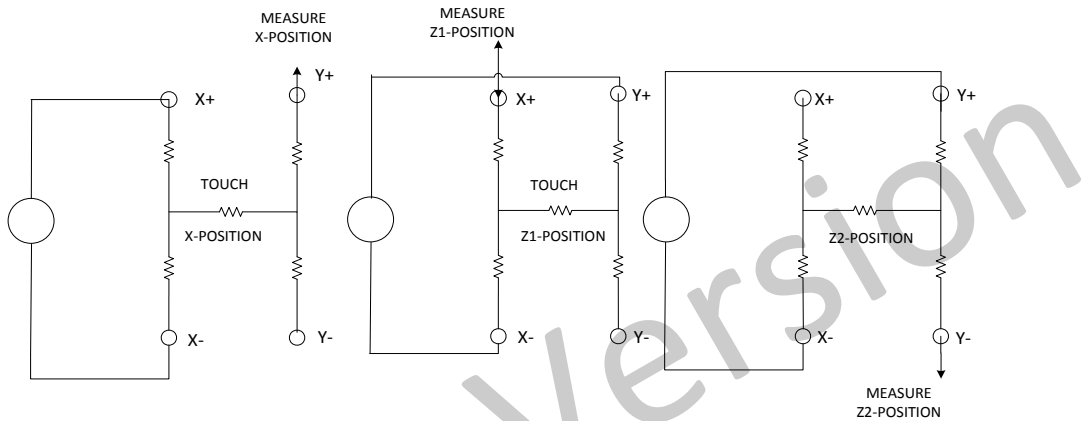 MEASURE
X-POSITION
X+
Y+
TOUCH
X-POSITION
X-
Y-
MEASURE
Z1-POSITION
X+
Y+
TOUCH
Z1-POSITION
X-
Y-
X+
Y+
Z2-POSITION
X-
Y-
MEASURE
Z2-POSITION
Version